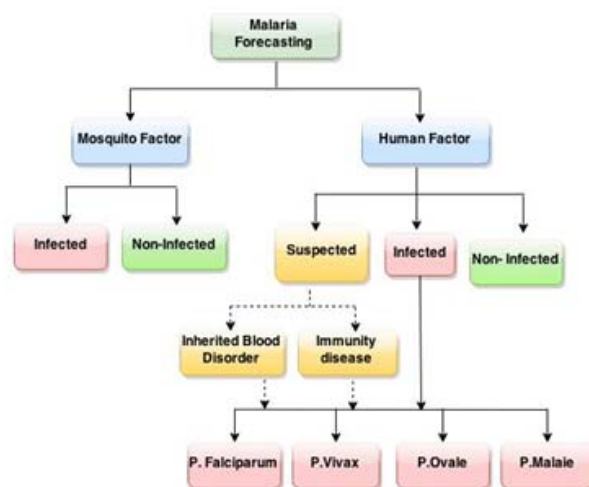 Malaria
Forecasting
Mosquito Factor
Human Factor
Infected
Non-Infected
Suspected
Infected
Non- Infected
Inherited Blood
Disorder
Immunity
disease
P. Falciparum
P.Vivax
P.Ovale
P.Malaie